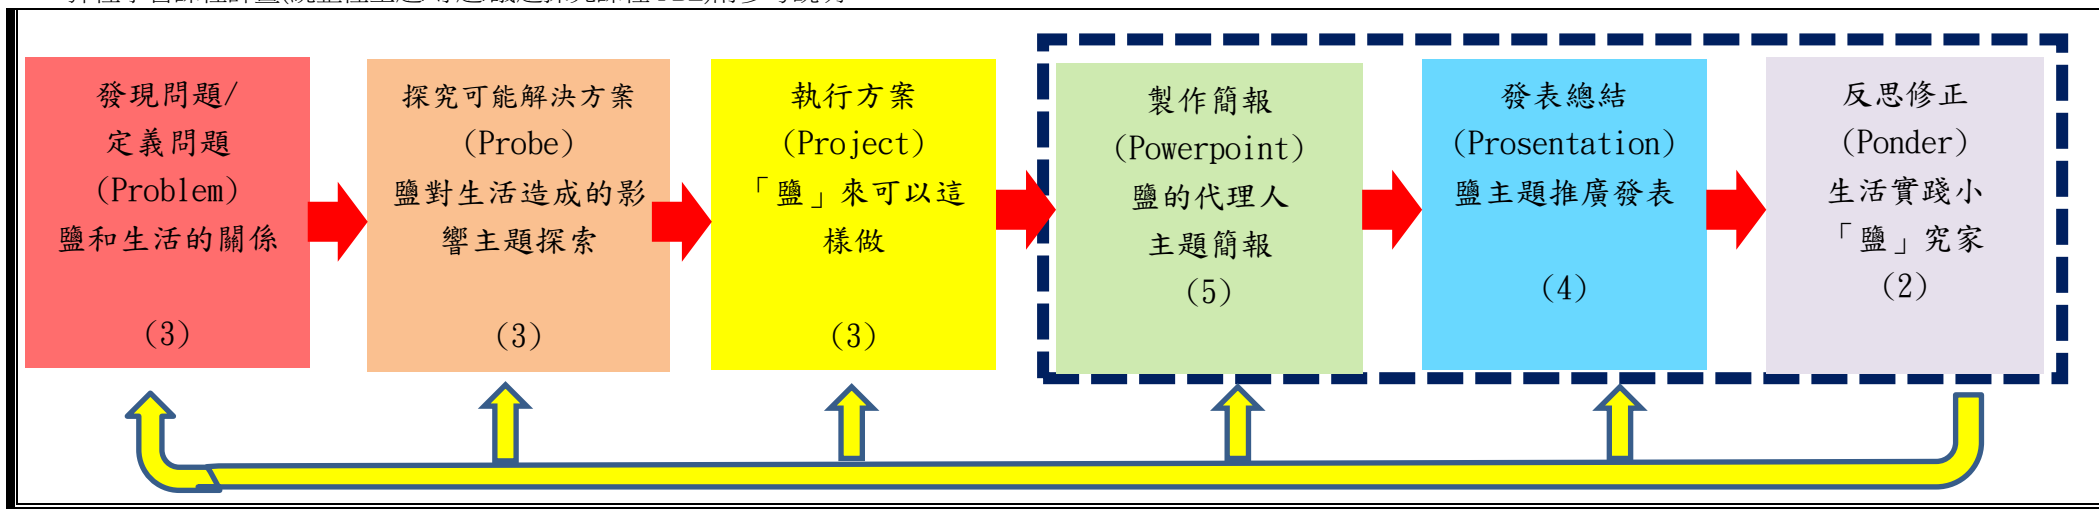 發現問題/
定義問題
(Problem)
鹽和生活的關係
(3)
探究可能解決方案
(Probe)
鹽對生活造成的影
響主題探索
(3)
執行方案
(Project)
「鹽」來可以這
樣做
(3)
製作簡報
(Powerpoint)
鹽的代理人
主題簡報
(5)
發表總結
(Prosentation)
鹽主題推廣發表
(4)
反思修正
(Ponder)
生活實踐小
「鹽」究家
(2)